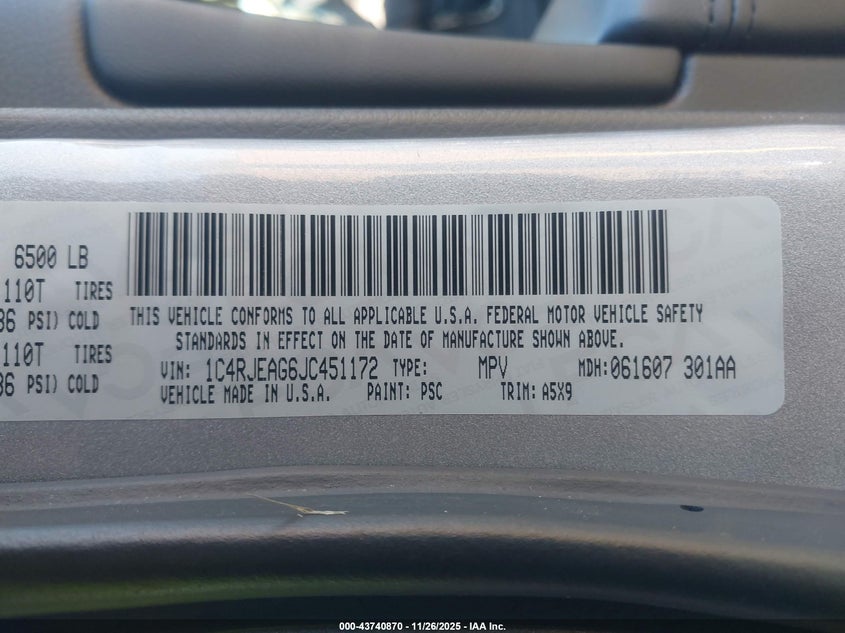 6500 LB
110T TIRES
36 PSI) COLD
110T TIRES
36 PSI) COLD
THIS VEHICLE CONFORMS TO ALL APPLICABLE U.S.A. FEDERAL MOTOR VEHICLE SAFETY
STANDARDS IN EFFECT ON THE DATE OF MANUFACTURE SHOWN ABOVE.
VIN: 1C4RJEAG6JC451172 TYPE: MPV MDH:061607 301AA
VEHICLE MADE IN U.S.A. PAINT: PSC TRIM: A5X9
000-43740870 - 11/26/2025 - IAA Inc.